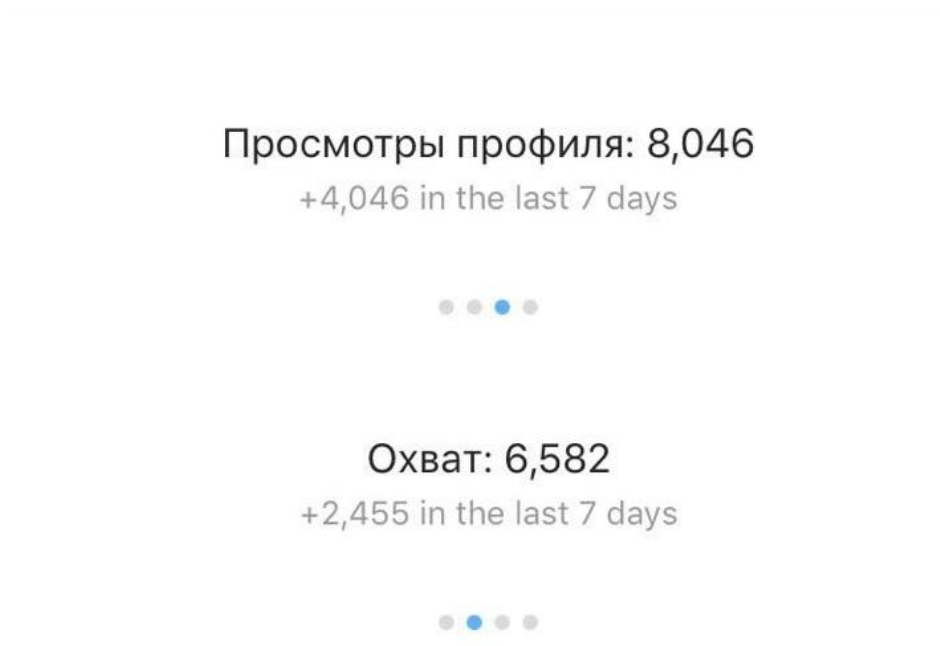 Просмотры профиля: 8,046
+4,046 in the last 7 days
Охват: 6,582
+2,455 in the last 7 days